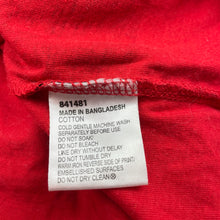 841481
MADE IN BANGLADESH
COTTON
COLD GENTLE MACHINE WASH
SEPARATELY BEFORE USE
DO NOT SOAK
DO NOT BLEACH
LINE DRY WITHOUT DELAY
DO NOT TUMBLE DRY
WARM IRON REVERSE SIDE OF PRINT/
EMBELLISHED, SURFACES
DO NOT DRY CLEAN